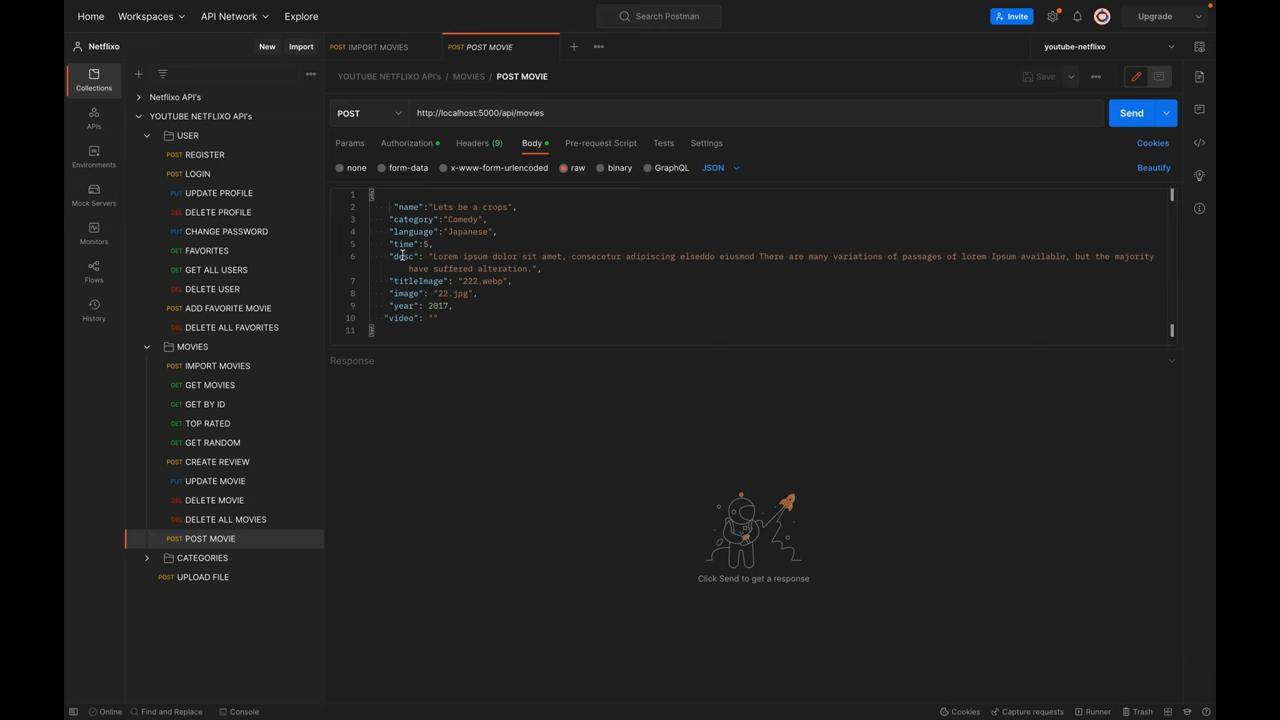 Home Workspaces API Network Explore Search Postman Invite Upgrade
Netflixo New Import POST IMPORT MOVIES POST POST MOVIE youtube-netflixo
YOUTUBE NETFLIXO API's / MOVIES / POST MOVIE Save
POST http://localhost:5000/api/movies Send
Params Authorization Headers (9) Body Pre-request Script Tests Settings Cookies
none form-data x-www-form-urlencoded raw binary GraphQL JSON Beautify
Collections
APIs
Environments
Mock Servers
Monitors
Flows
History
Netflixo API's
YOUTUBE NETFLIXO API's
USER
POST REGISTER
POST LOGIN
PUT UPDATE PROFILE
DEL DELETE PROFILE
PUT CHANGE PASSWORD
GET FAVORITES
GET GET ALL USERS
DEL DELETE USER
POST ADD FAVORITE MOVIE
DEL DELETE ALL FAVORITES
MOVIES
POST IMPORT MOVIES
GET GET MOVIES
GET GET BY ID
GET TOP RATED
GET GET RANDOM
POST CREATE REVIEW
PUT UPDATE MOVIE
DEL DELETE MOVIE
DEL DELETE ALL MOVIES
POST POST MOVIE
CATEGORIES
POST UPLOAD FILE
1 {
2 "name":"Lets be a crops",
3 "category":"Comedy",
4 "language":"Japanese",
5 "time":5,
6 "desc": "Lorem ipsum dolor sit amet, consecetur adipiscing elseddo eiusmod There are many variations of passages of lorem Ipsum available, but the majority
have suffered alteration.",
7 "titleImage": "222.webp",
8 "image": "22.jpg",
9 "year": 2017,
10 "video": ""
11 }
Response
Click Send to get a response
Online Find and Replace Console Cookies Capture requests Runner Trash